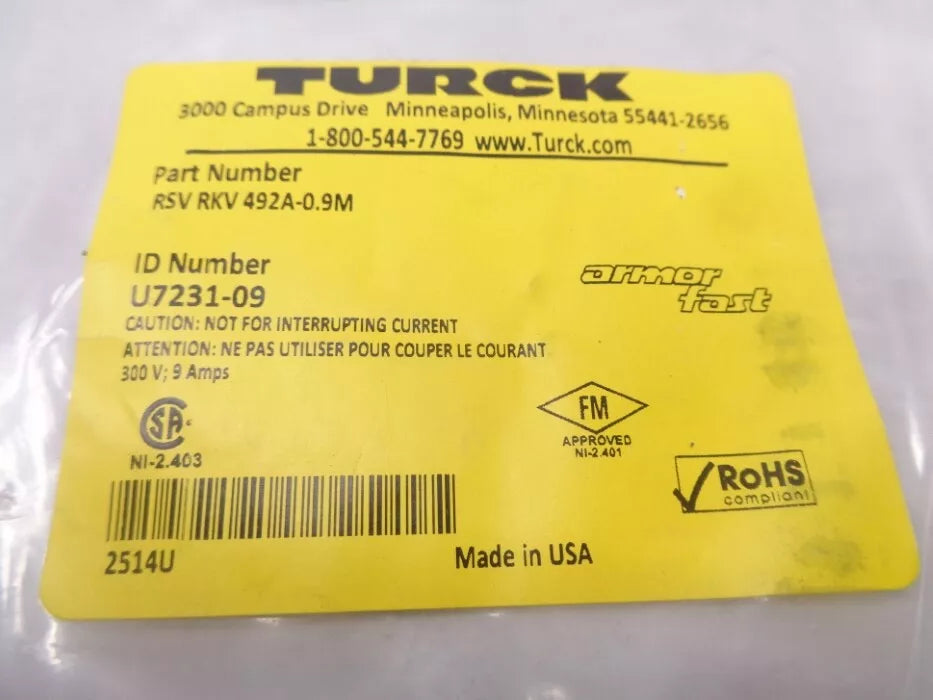 TURCK
3000 Campus Drive Minneapolis, Minnesota 55441-2656
1-800-544-7769 www.Turck.com
Part Number
RSV RKV 492A-0.9M
ID Number
U7231-09
armor
fast
CAUTION: NOT FOR INTERRUPTING CURRENT
ATTENTION: NE PAS UTILISER POUR COUPER LE COURANT
300 V; 9 Amps
CSA
NI-2.403
FM
APPROVED
NI-2.401
RoHS
compliant
2514U
Made in USA